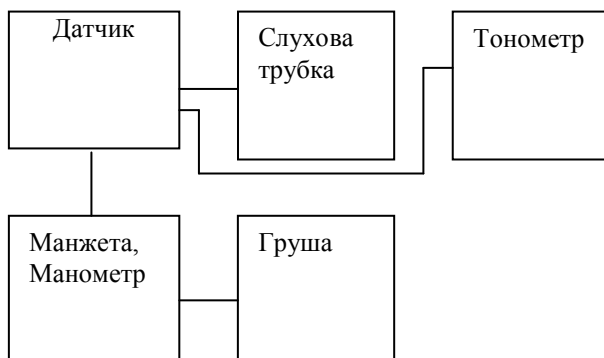 Датчик
Слухова
трубка
Тонометр
Манжета,
Манометр
Груша